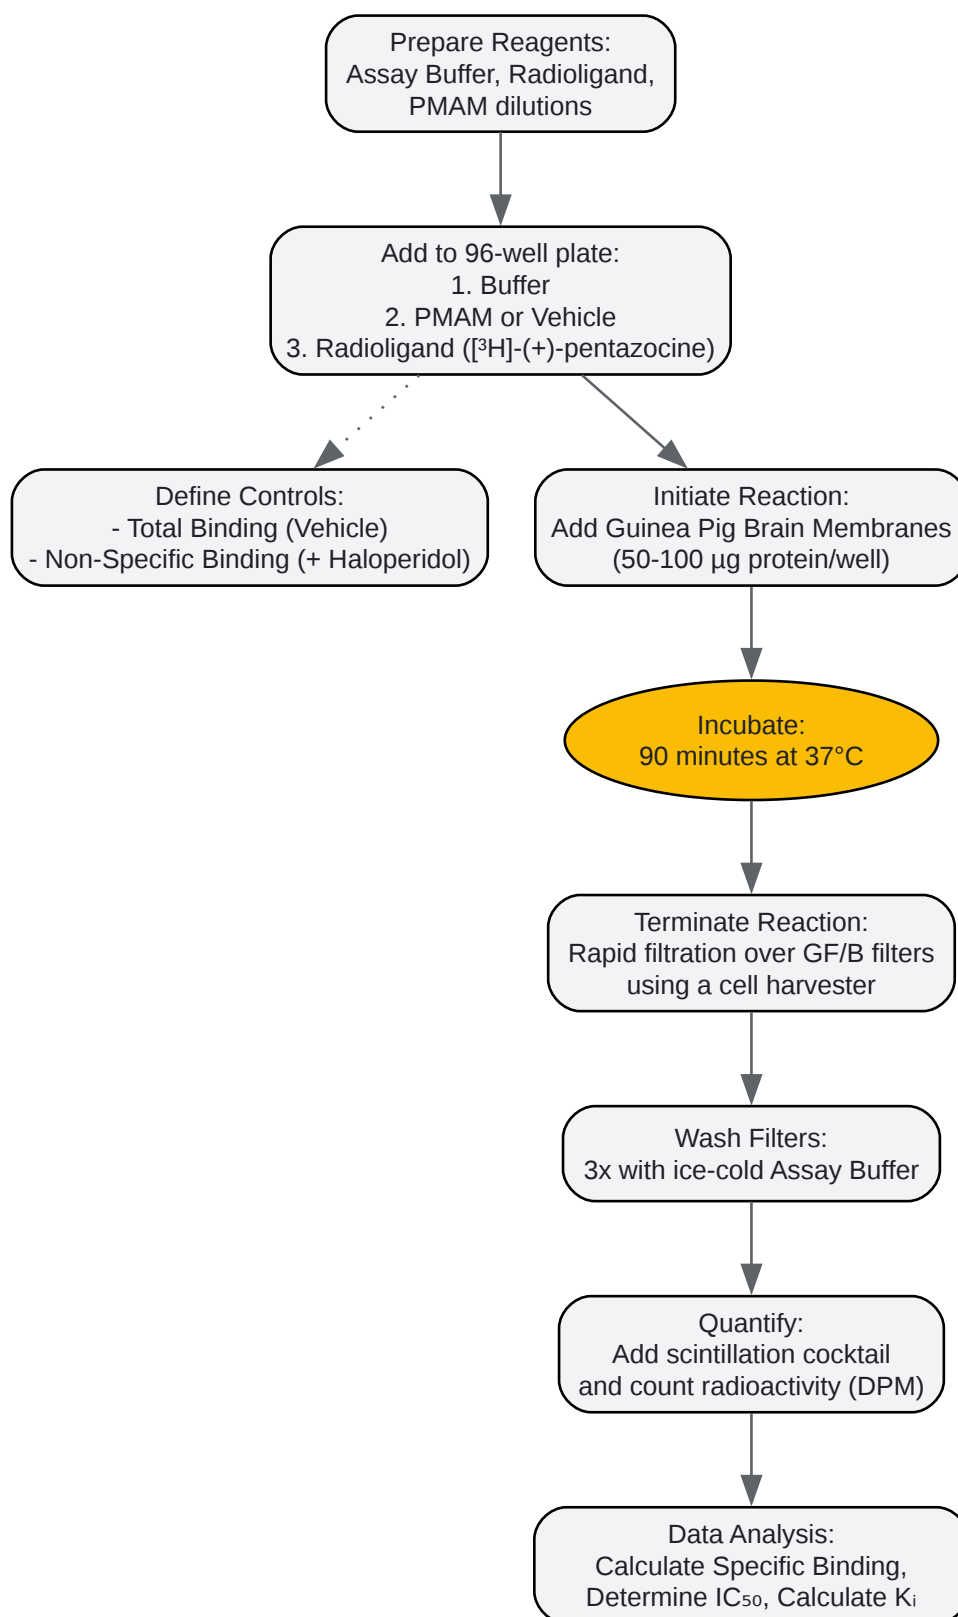 Prepare Reagents:
Assay Buffer, Radioligand,
PMAM dilutions
Add to 96-well plate:
1. Buffer
2. PMAM or Vehicle
3. Radioligand ([³H]-(+)-pentazocine)
Define Controls:
- Total Binding (Vehicle)
- Non-Specific Binding (+ Haloperidol)
Initiate Reaction:
Add Guinea Pig Brain Membranes
(50-100 µg protein/well)
Incubate:
90 minutes at 37°C
Terminate Reaction:
Rapid filtration over GF/B filters
using a cell harvester
Wash Filters:
3x with ice-cold Assay Buffer
Quantify:
Add scintillation cocktail
and count radioactivity (DPM)
Data Analysis:
Calculate Specific Binding,
Determine IC₅₀, Calculate Kᵢ